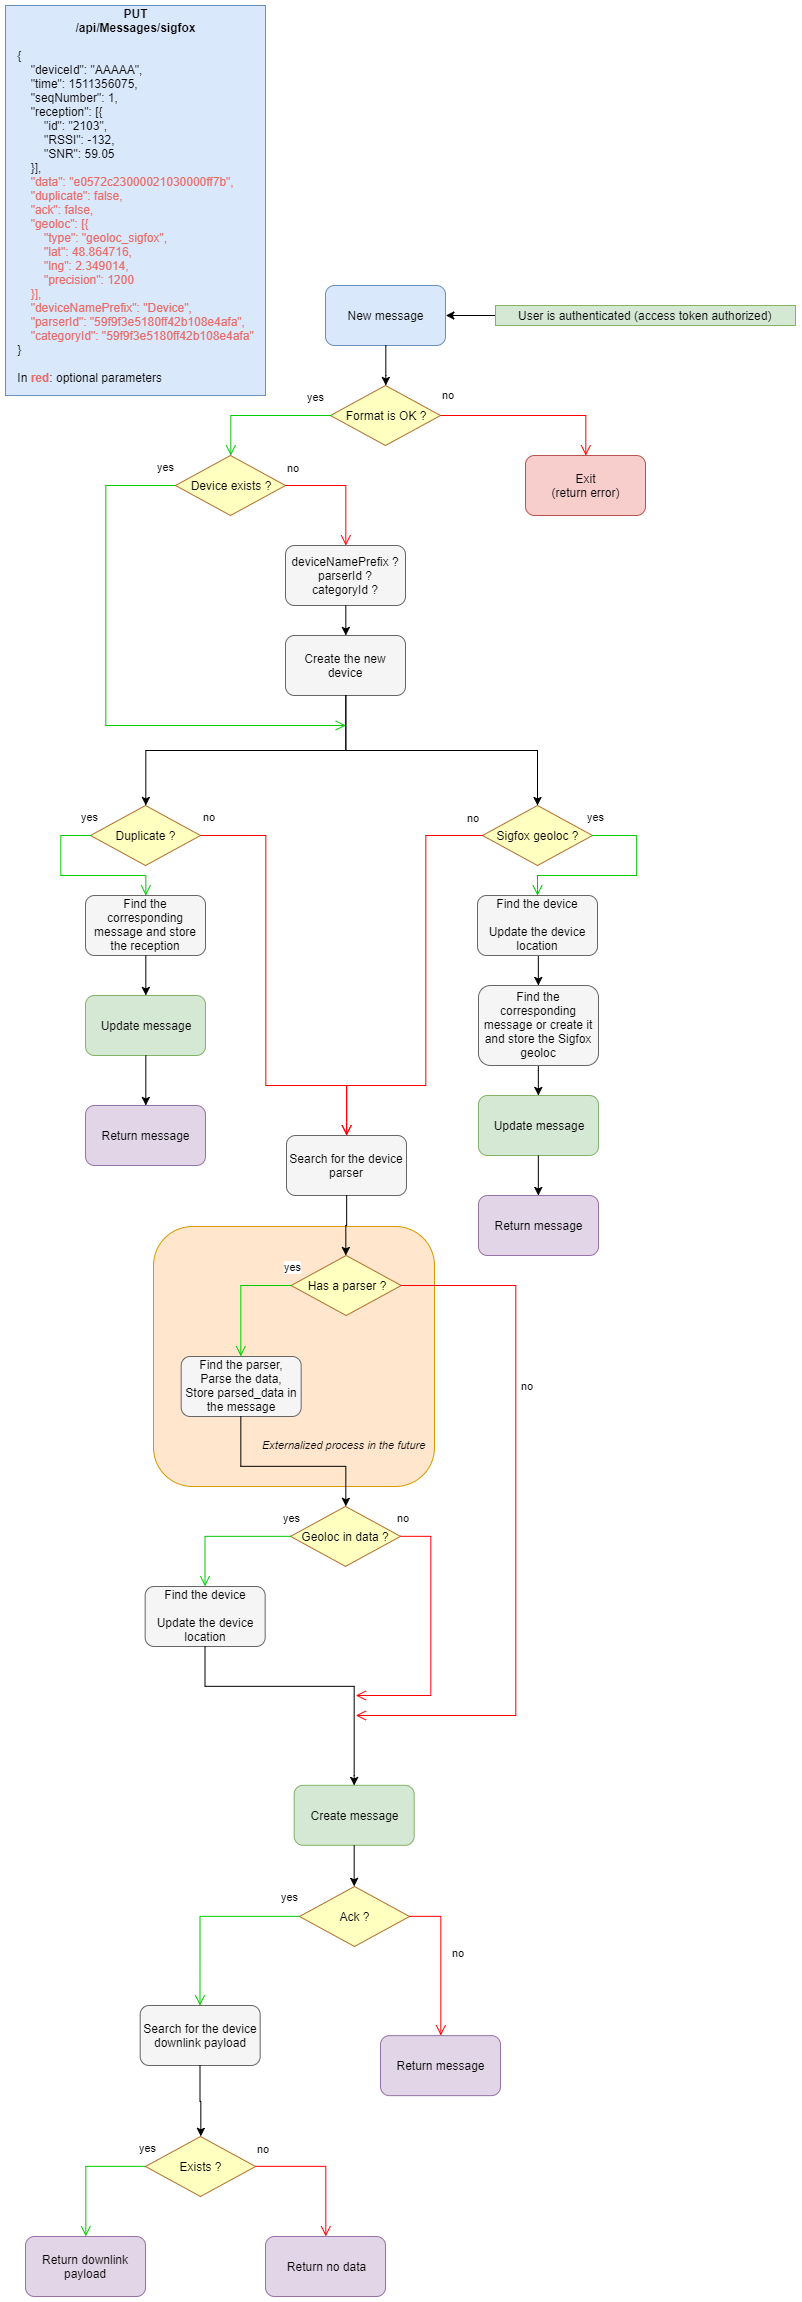 PUT
/api/Messages/sigfox
{
"deviceId": "AAAAA",
"time": 1511356075,
"seqNumber": 1,
"reception": [{
"id": "2103",
"RSSI": -132,
"SNR": 59.05
}],
"data": "e0572c23000021030000ff7b",
"duplicate": false,
"ack": false,
"geoloc": [{
"type": "geoloc_sigfox",
"lat": 48.864716,
"lng": 2.349014,
"precision": 1200
}],
"deviceNamePrefix": "Device",
"parserId": "59f9f3e5180ff42b108e4afa",
"categoryId": "59f9f3e5180ff42b108e4afa"
}
In red: optional parameters
New message
User is authenticated (access token authorized)
yes
no
Format is OK ?
Exit
(return error)
yes
no
Device exists ?
deviceNamePrefix ?
parserId ?
categoryId ?
Create the new
device
yes
no
Duplicate ?
no
yes
Sigfox geoloc ?
Find the
corresponding
message and store
the reception
Find the device
Update the device
location
Update message
Find the
corresponding
message or create it
and store the Sigfox
geoloc
Return message
Update message
Search for the device
parser
Return message
yes
Has a parser ?
no
Find the parser,
Parse the data,
Store parsed_data in
the message
Externalized process in the future
yes
no
Geoloc in data ?
Find the device
Update the device
location
Create message
yes
Ack ?
no
Search for the device
downlink payload
Return message
yes
no
Exists ?
Return downlink
payload
Return no data